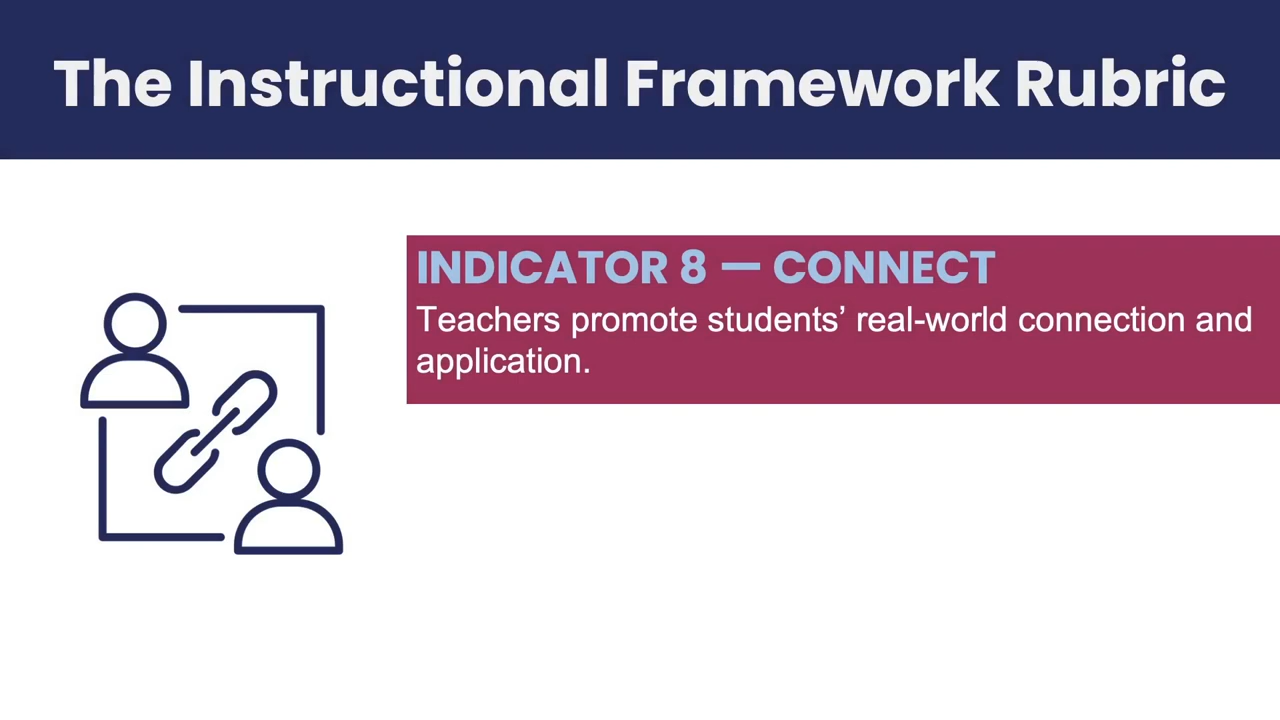 The Instructional Framework Rubric
INDICATOR 8 — CONNECT
Teachers promote students’ real-world connection and
application.